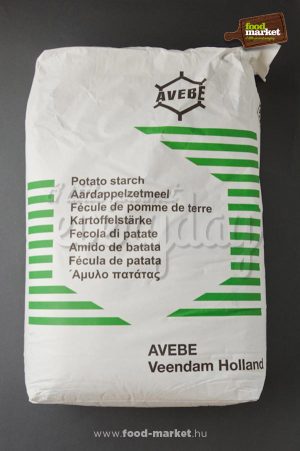 food
market
AVEBE
Potato starch
Aardappelzetmeel
Fécule de pomme de terre
Kartoffelstärke
Fecola di patate
Amido de batata
Fécula de patata
Ἄμυλο πατάτας
AVEBE
Veendam Holland
www.food-market.hu